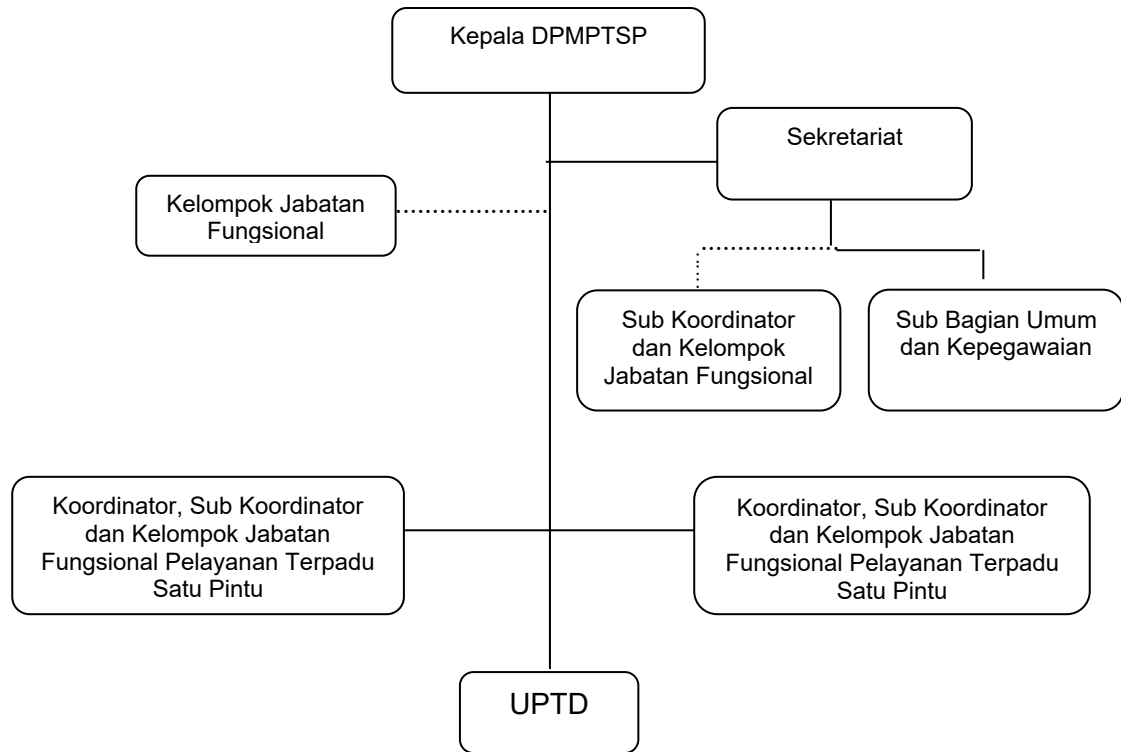 Kepala DPMPTSP
Sekretariat
Kelompok Jabatan
Fungsional
Sub Koordinator
dan Kelompok
Jabatan Fungsional
Sub Bagian Umum
dan Kepegawaian
Koordinator, Sub Koordinator
dan Kelompok Jabatan
Fungsional Pelayanan Terpadu
Satu Pintu
Koordinator, Sub Koordinator
dan Kelompok Jabatan
Fungsional Pelayanan Terpadu
Satu Pintu
UPTD